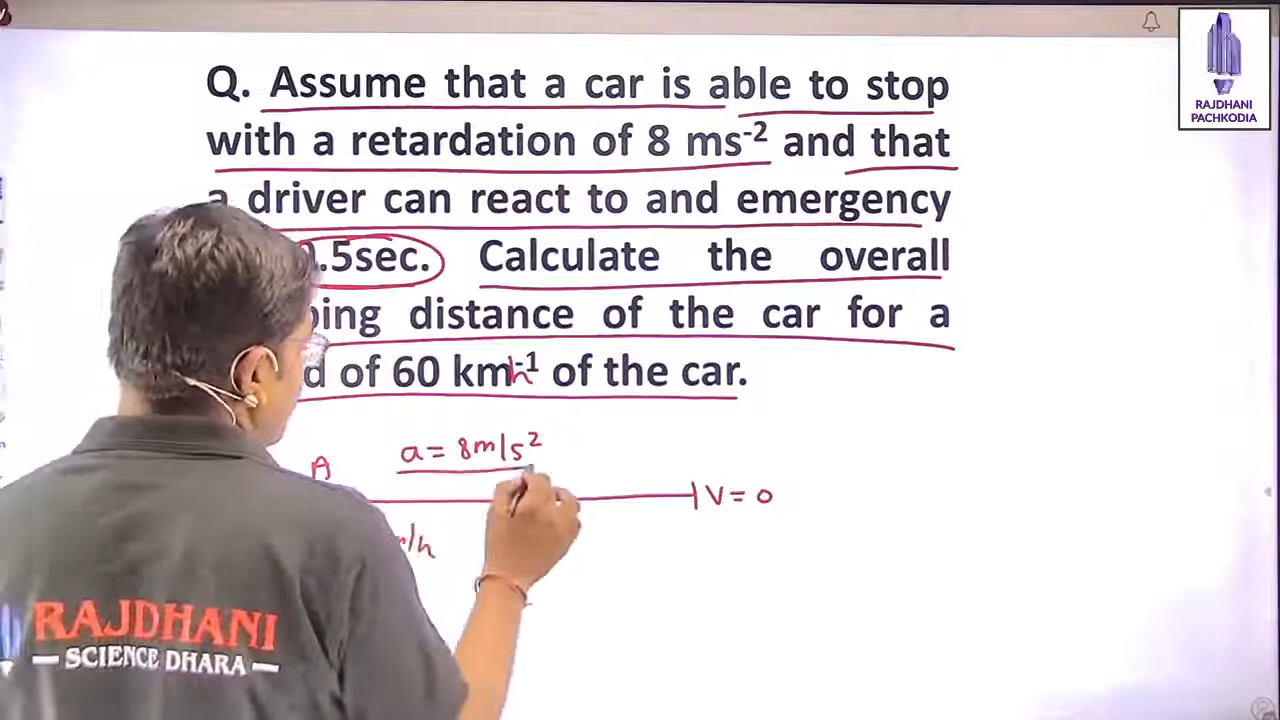 RAJDHANI
PACHKODIA
Q. Assume that a car is able to stop
with a retardation of 8 ms-2 and that
a driver can react to and emergency
.5sec. Calculate the overall
distance of the car for a
of 60 kmh-1 of the car.
A a = 8m/s2
V = 0
RAJDHANI
SCIENCE DHARA